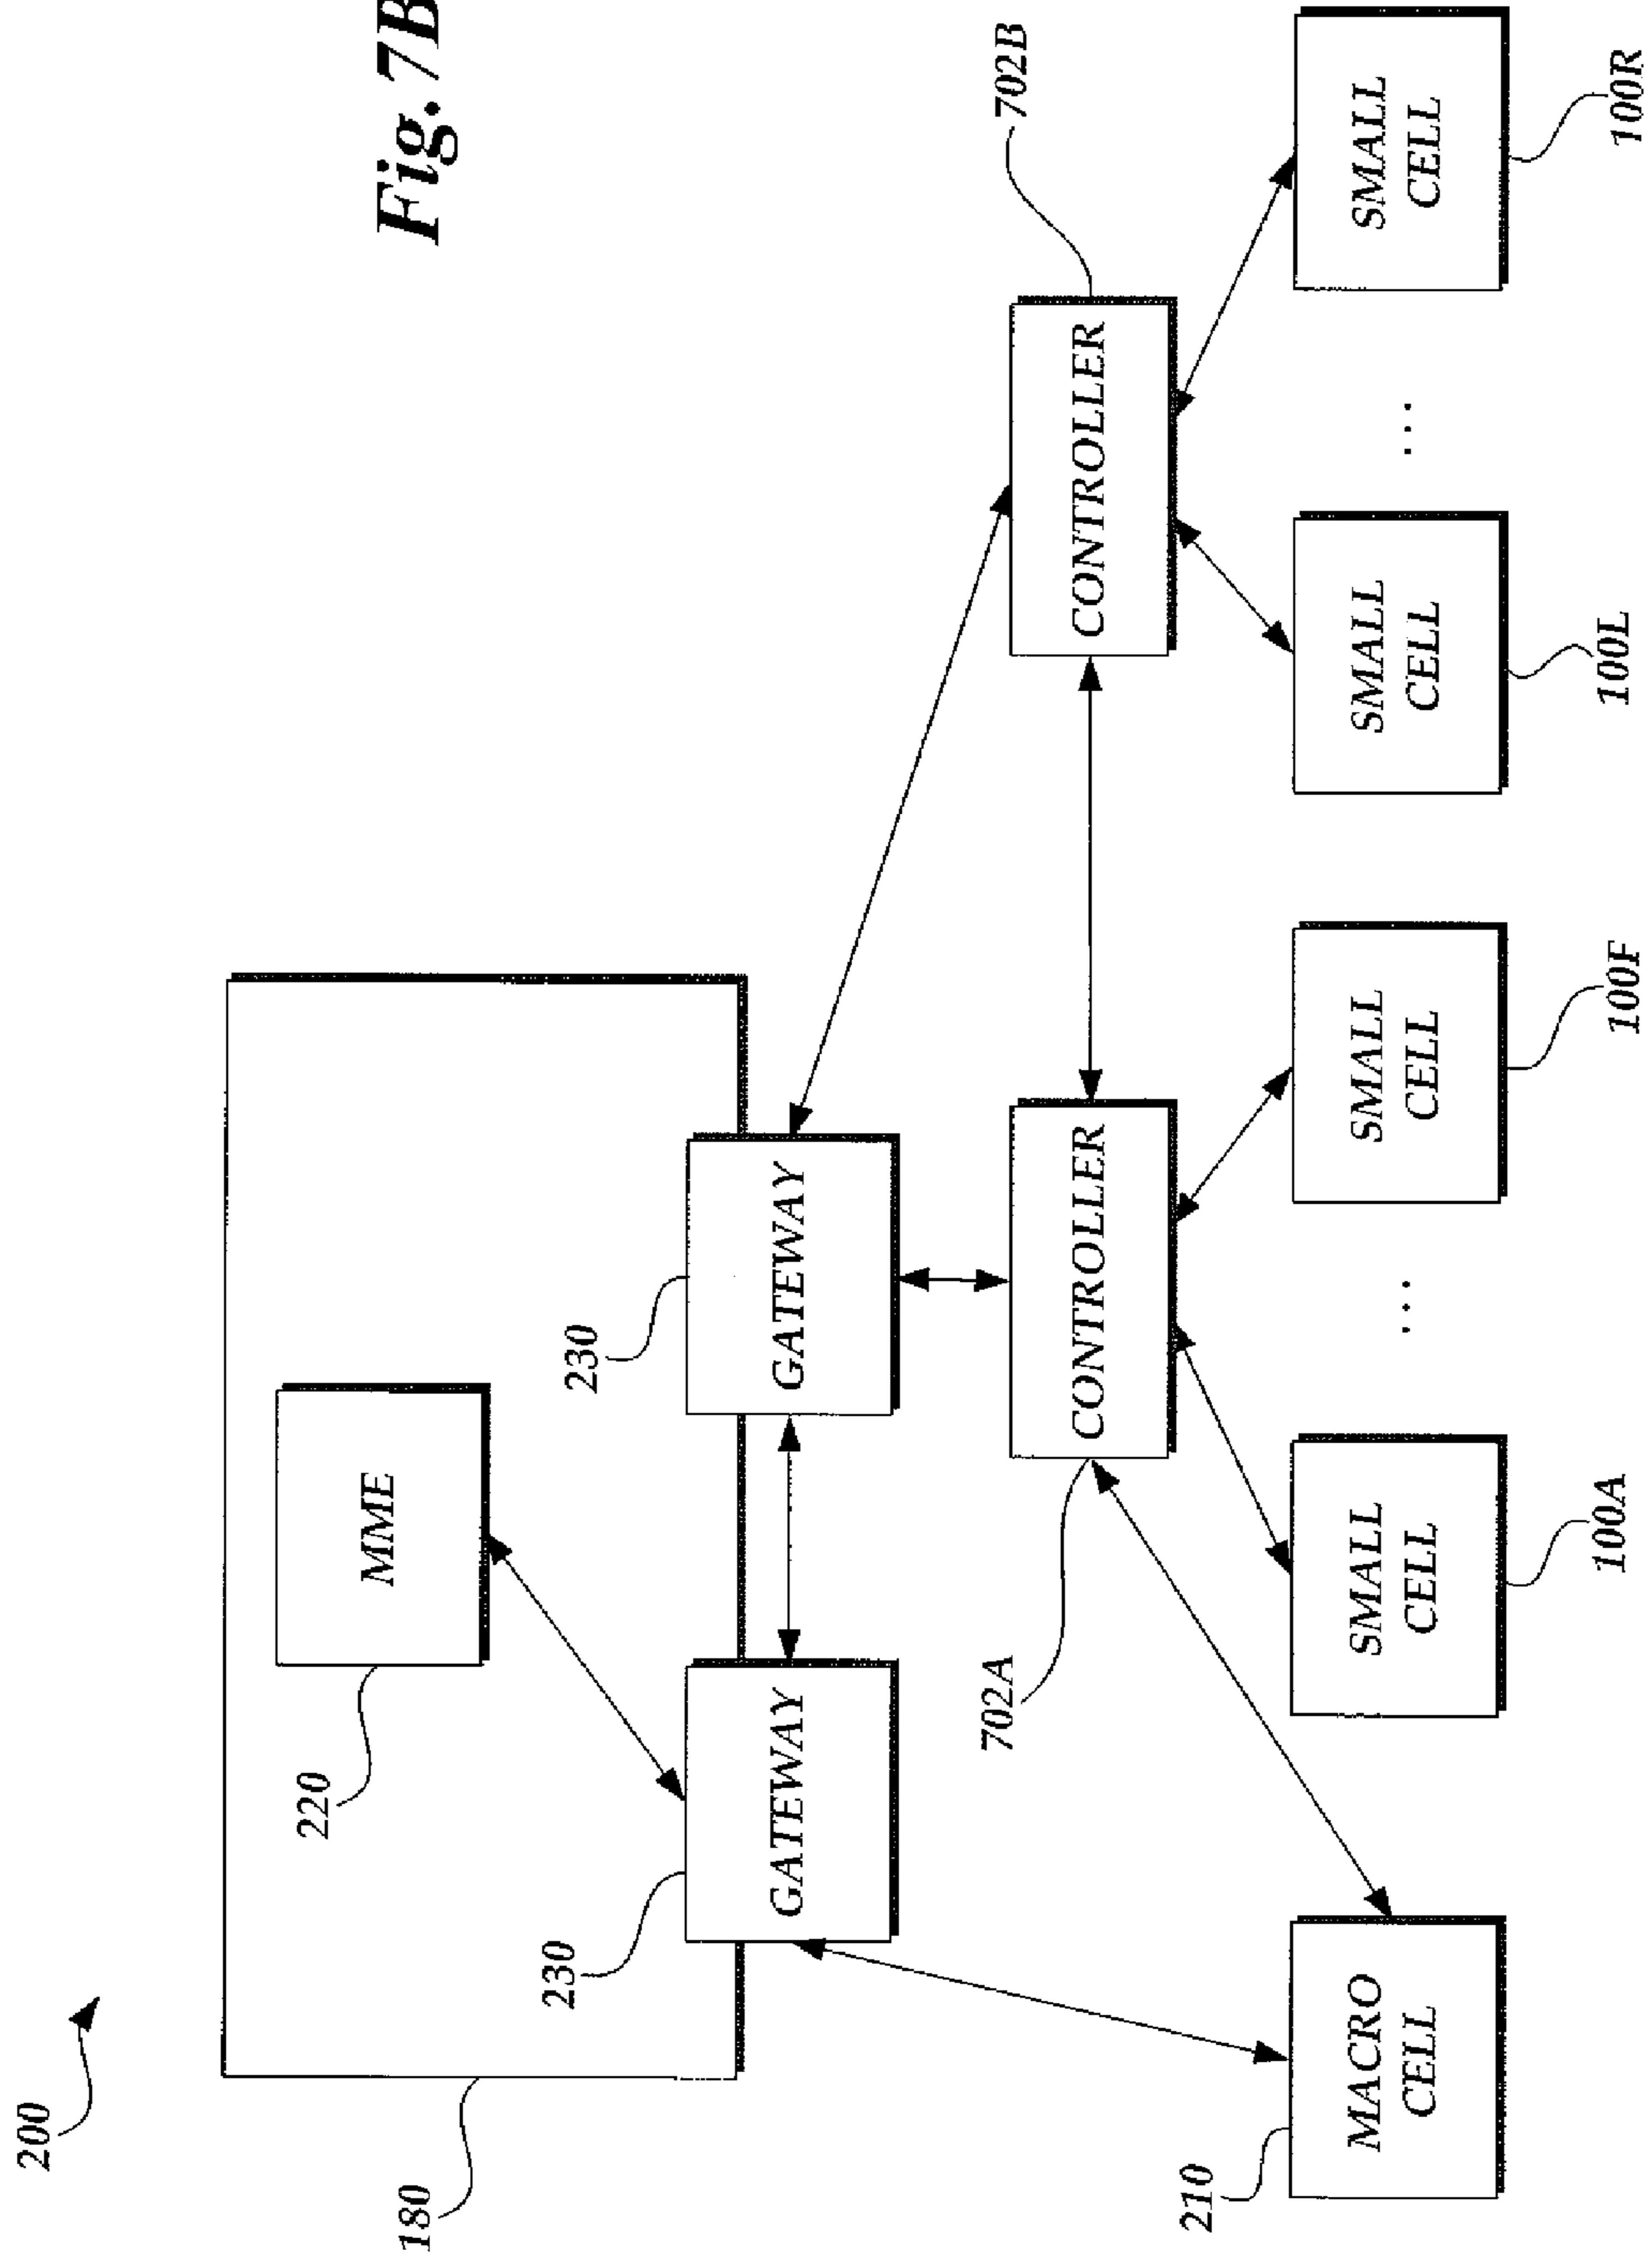 Fig. 7B
200
180
220
MME
230
GATEWAY
230
GATEWAY
702A
CONTROLLER
702B
CONTROLLER
210
MACRO
CELL
SMALL
CELL
100A
...
SMALL
CELL
100F
SMALL
CELL
100L
...
SMALL
CELL
100R